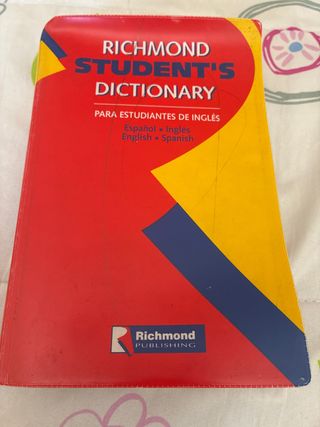 RICHMOND
STUDENT'S
DICTIONARY
PARA ESTUDIANTES DE INGLÉS
Español • Inglés
English • Spanish
R Richmond
PUBLISHING